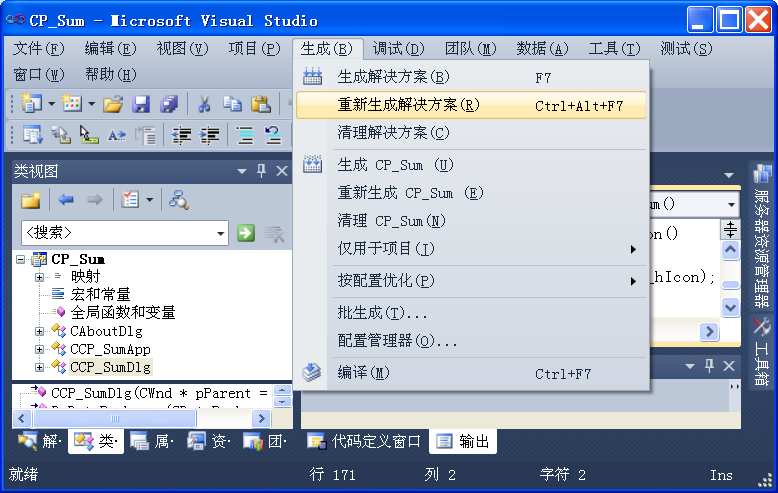 CP_Sum - Microsoft Visual Studio
文件(F) 编辑(E) 视图(V) 项目(P) 生成(B) 调试(D) 团队(M) 数据(A) 工具(T) 测试(S)
窗口(W) 帮助(H)
生成解决方案(B) F7
重新生成解决方案(R) Ctrl+Alt+F7
清理解决方案(C)
生成 CP_Sum (U)
重新生成 CP_Sum (E)
清理 CP_Sum(N)
仅用于项目(J)
按配置优化(P)
批生成(T)...
配置管理器(O)...
编译(M) Ctrl+F7
类视图
<搜索>
CP_Sum
映射
宏和常量
全局函数和变量
CAboutDlg
CCP_SumApp
CCP_SumDlg
CCP_SumDlg(CWnd * pParent =
um()
on()
_hIcon);
服务器资源管理器
工具箱
解· 类· 属· 资· 团· 代码定义窗口 输出
就绪 行 171 列 2 字符 2 Ins